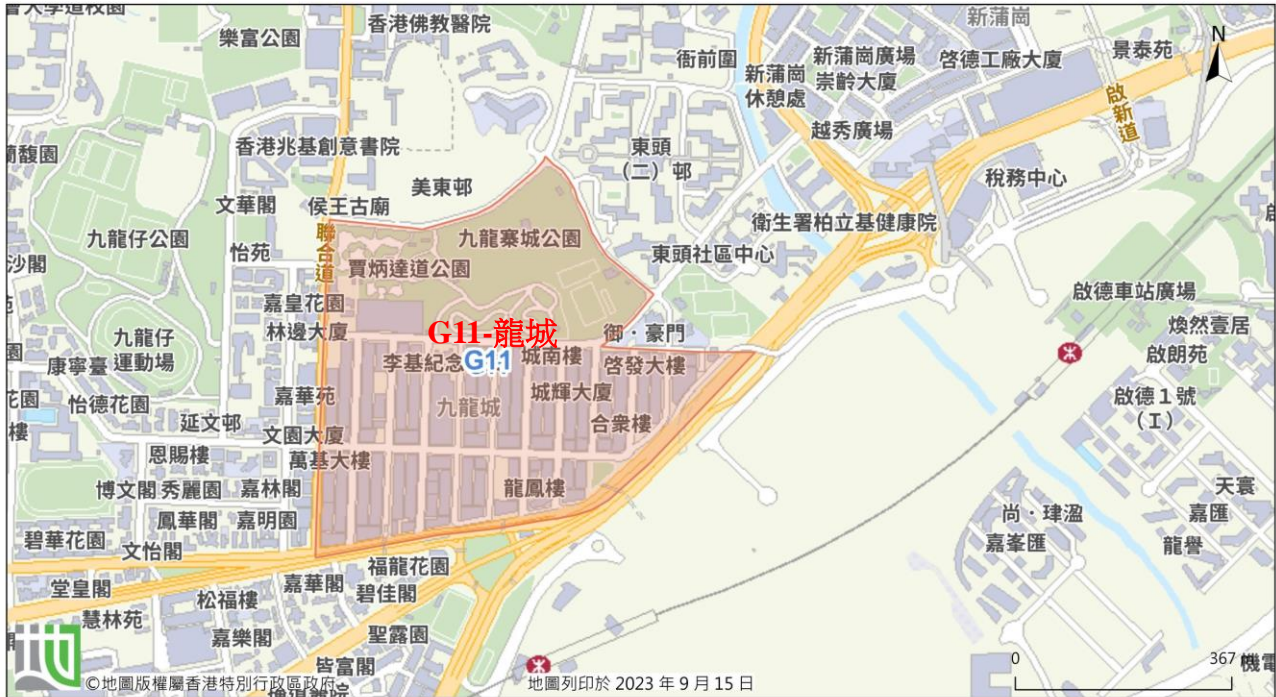 樂富公園
香港佛教醫院
衙前圍
新蒲崗
新蒲崗廣場
崇齡大廈
啓德工廠大廈
景泰苑
N
新蒲崗
休憩處
越秀廣場
啟新道
香港兆基創意書院
東頭
(二)邨
稅務中心
美東邨
文華閣
侯王古廟
衞生署柏立基健康院
九龍仔公園
怡苑
聯合道
九龍寨城公園
東頭社區中心
沙閣
賈炳達道公園
嘉皇花園
啟德車站廣場
林邊大廈
G11-龍城
御·豪門
煥然壹居
九龍仔
運動場
康寧臺
李基紀念
G11
城南樓
啓發大樓
啟朗苑
嘉華苑
九龍城
城輝大廈
啟德1號
(工)
怡德花園
延文邨
合衆樓
文園大廈
恩賜樓
萬基大樓
博文閣
秀麗園
嘉林閣
龍鳳樓
天寰
鳳華閣
嘉明園
尚·珒溋
嘉匯
碧華花園
文怡閣
嘉峯匯
龍譽
福龍花園
堂皇閣
嘉華閣
碧佳閣
松福樓
慧林苑
嘉樂閣
聖露園
皆富閣
0
367
©地圖版權屬香港特別行政區政府
地圖列印於 2023 年 9 月 15 日